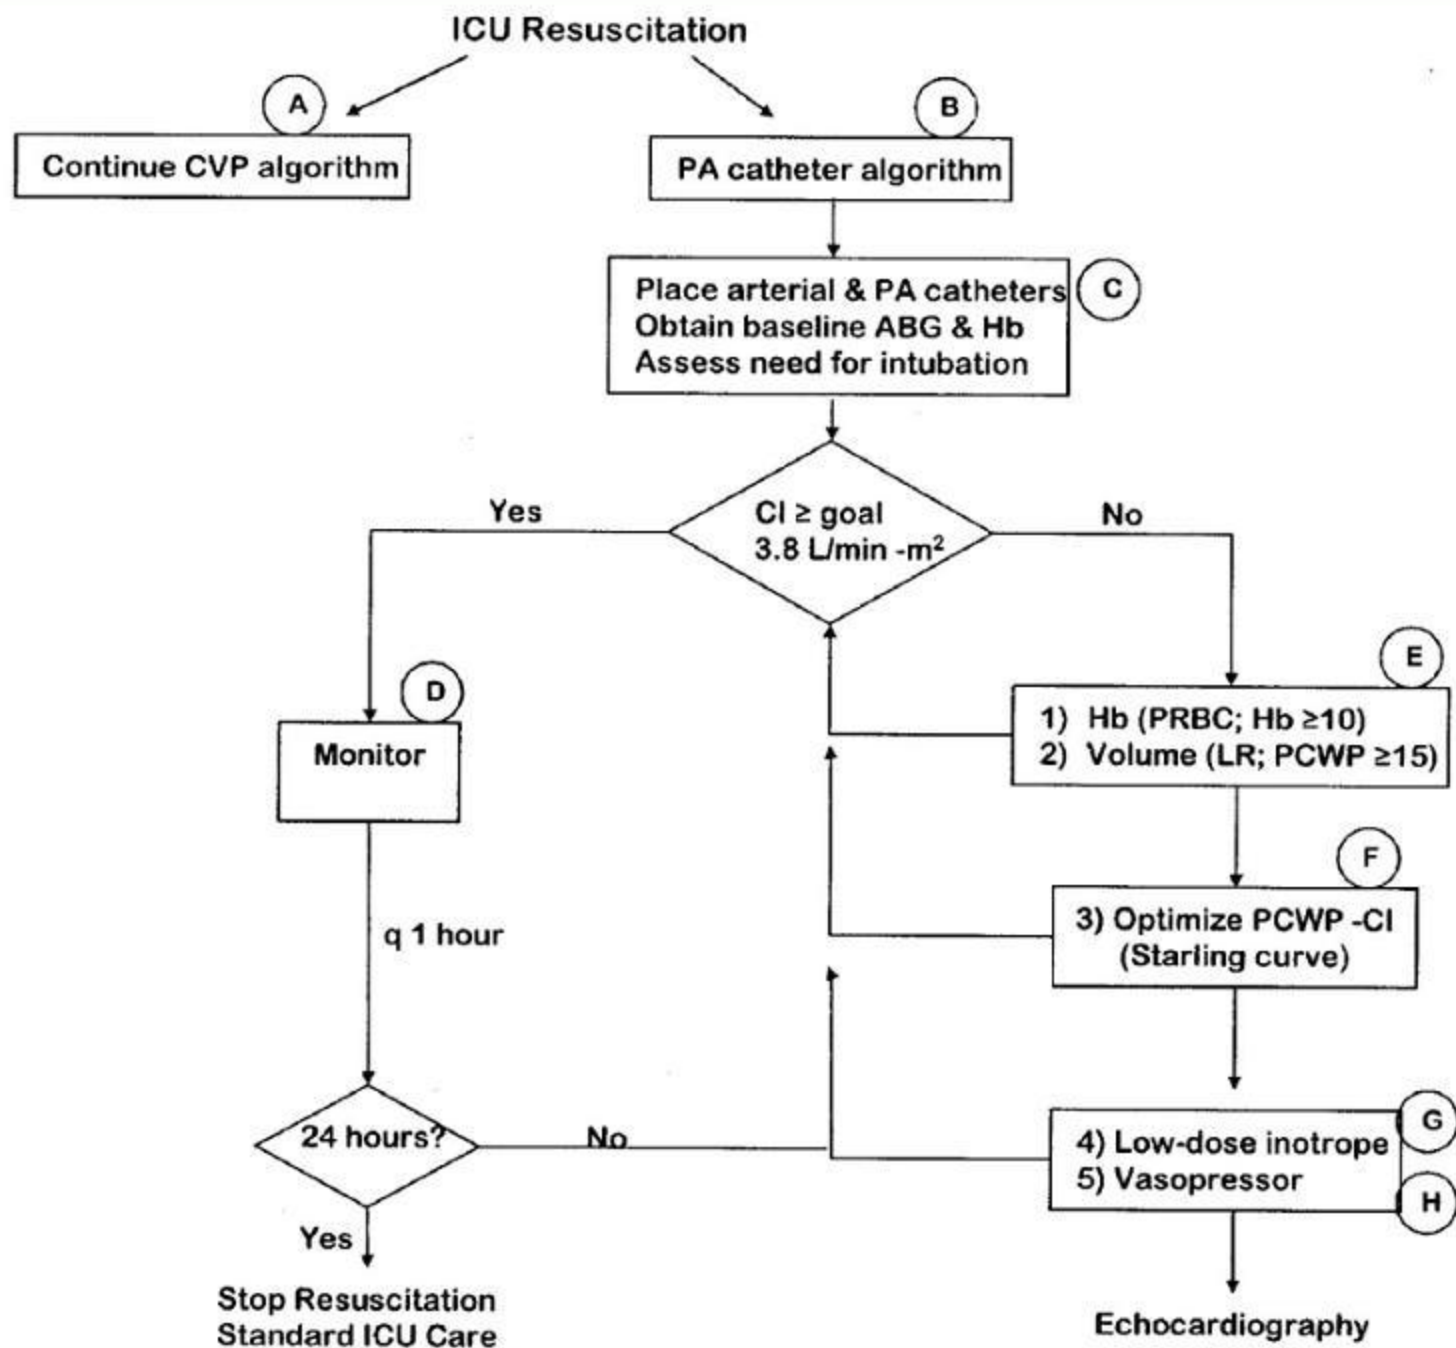 ICU Resuscitation
A
B
Continue CVP algorithm
PA catheter algorithm
Place arterial & PA catheters
Obtain baseline ABG & Hb
Assess need for intubation
C
CI ≥ goal
3.8 L/min -m²
Yes
No
D
Monitor
E
1) Hb (PRBC; Hb ≥10)
2) Volume (LR; PCWP ≥15)
F
3) Optimize PCWP -CI
(Starling curve)
q 1 hour
24 hours?
No
G
4) Low-dose inotrope
5) Vasopressor
H
Yes
Stop Resuscitation
Standard ICU Care
Echocardiography